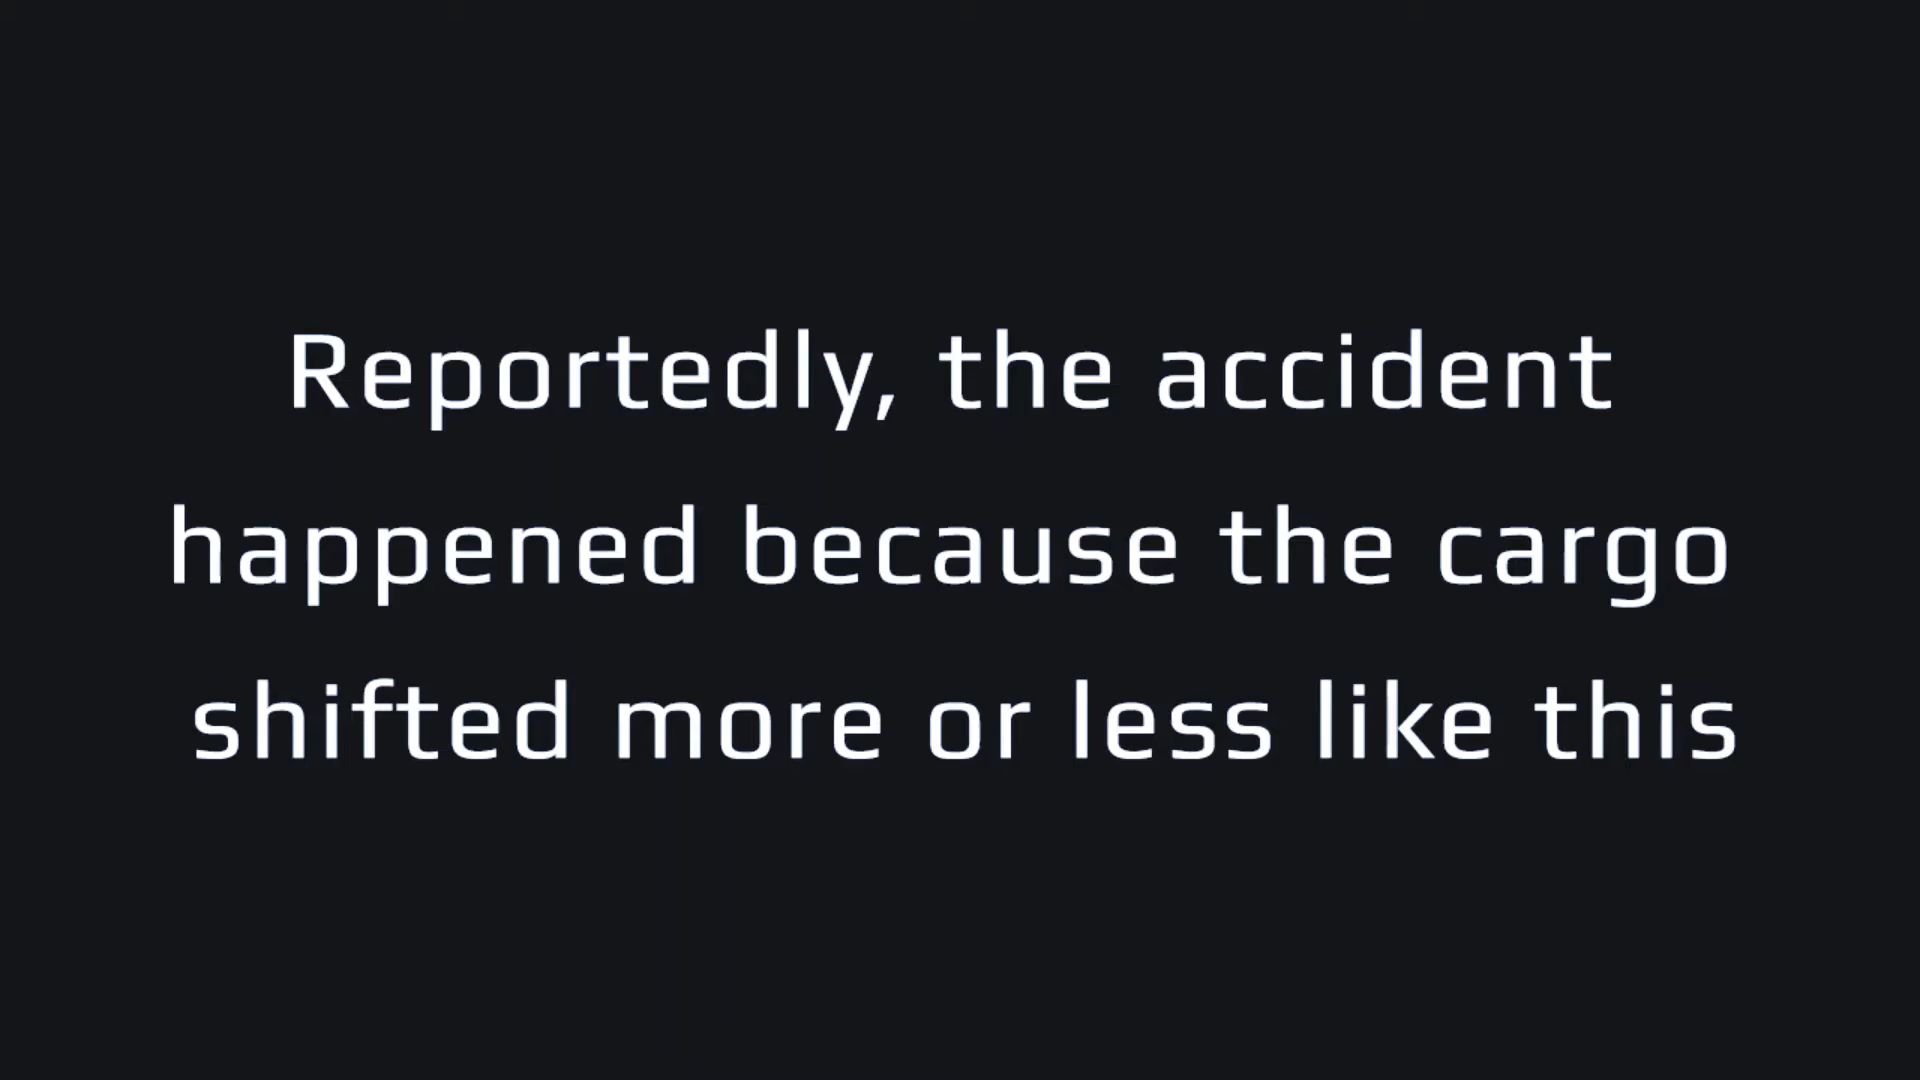 Reportedly, the accident
happened because the cargo
shifted more or less like this